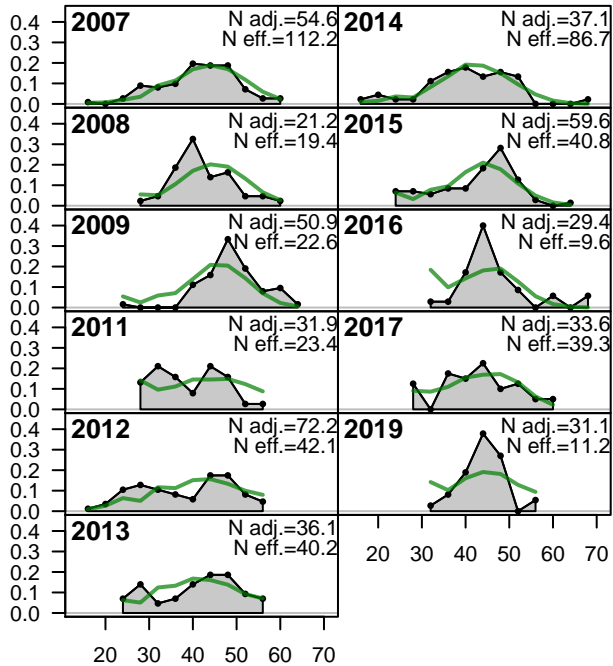 0.4
0.3
0.2
0.1
0.0
2007
N adj.=54.6
N eff.=112.2
2014
N adj.=37.1
N eff.=86.7
0.4
0.3
0.2
0.1
0.0
2008
N adj.=21.2
N eff.=19.4
2015
N adj.=59.6
N eff.=40.8
0.4
0.3
0.2
0.1
0.0
2009
N adj.=50.9
N eff.=22.6
2016
N adj.=29.4
N eff.=9.6
0.4
0.3
0.2
0.1
0.0
2011
N adj.=31.9
N eff.=23.4
2017
N adj.=33.6
N eff.=39.3
0.4
0.3
0.2
0.1
0.0
2012
N adj.=72.2
N eff.=42.1
2019
N adj.=31.1
N eff.=11.2
20 30 40 50 60 70
0.4
0.3
0.2
0.1
0.0
2013
N adj.=36.1
N eff.=40.2
20 30 40 50 60 70